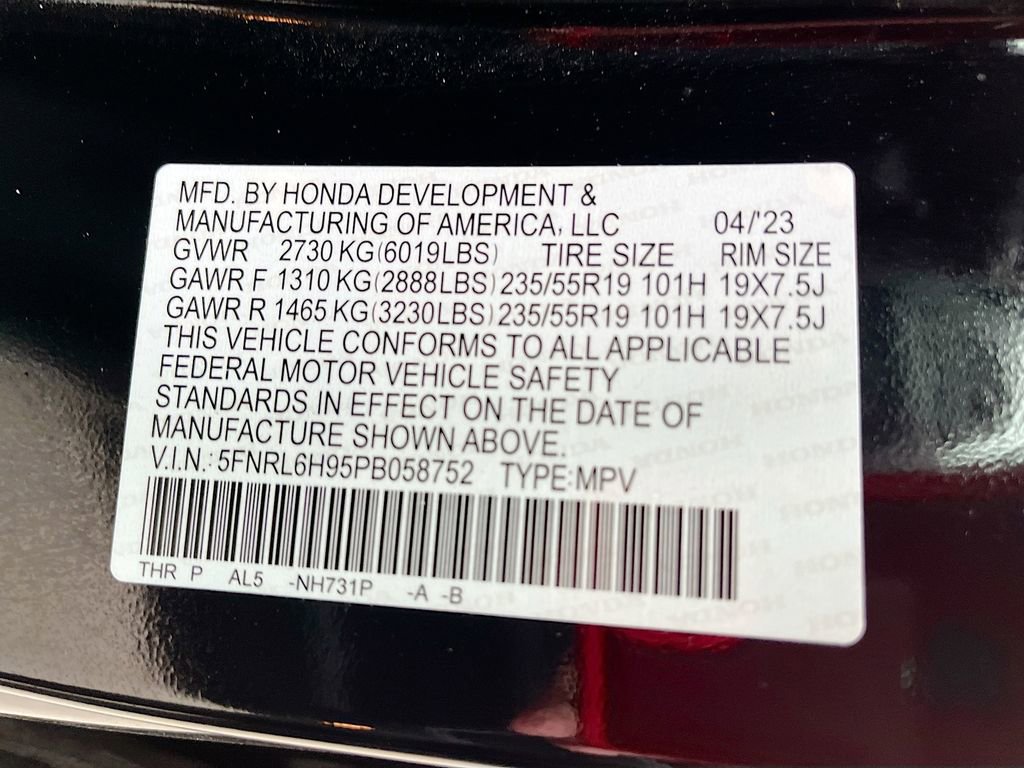 MFD. BY HONDA DEVELOPMENT &
MANUFACTURING OF AMERICA, LLC 04/'23
GVWR 2730 KG(6019LBS) TIRE SIZE RIM SIZE
GAWR F 1310 KG(2888LBS) 235/55R19 101H 19X7.5J
GAWR R 1465 KG(3230LBS) 235/55R19 101H 19X7.5J
THIS VEHICLE CONFORMS TO ALL APPLICABLE
FEDERAL MOTOR VEHICLE SAFETY
STANDARDS IN EFFECT ON THE DATE OF
MANUFACTURE SHOWN ABOVE.
V.I.N.: 5FNRL6H95PB058752 TYPE:MPV
THR P AL5 -NH731P -A -B